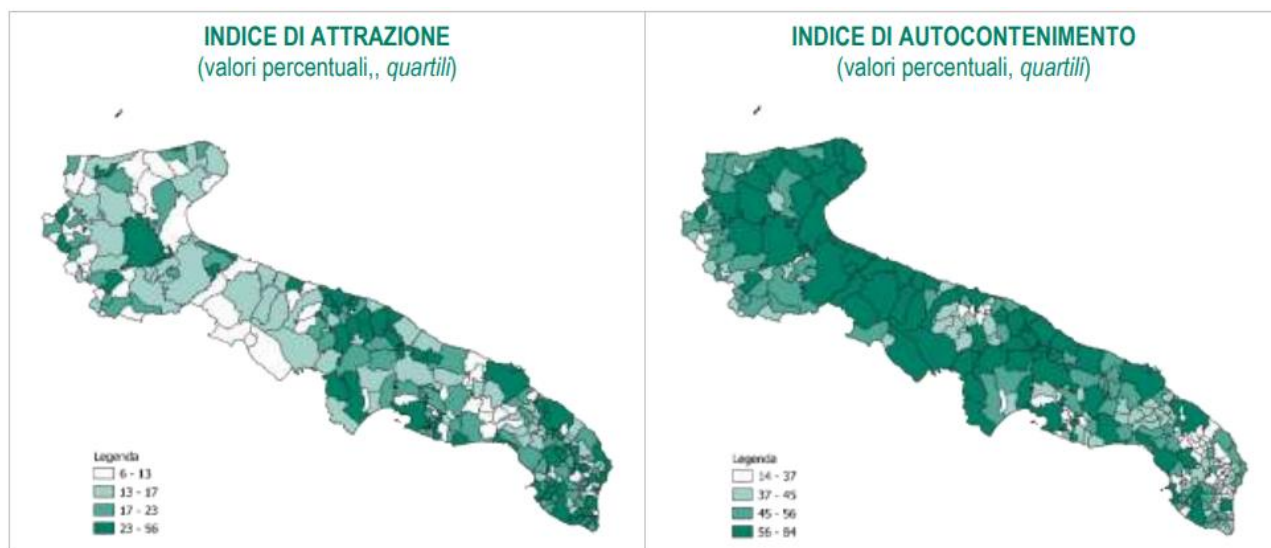 INDICE DI ATTRAZIONE
(valori percentuali,, quartili)
Legenda
6 - 13
13 - 17
17 - 23
23 - 56
INDICE DI AUTOCONTENIMENTO
(valori percentuali, quartili)
Legenda
14 - 37
37 - 45
45 - 56
56 - 84